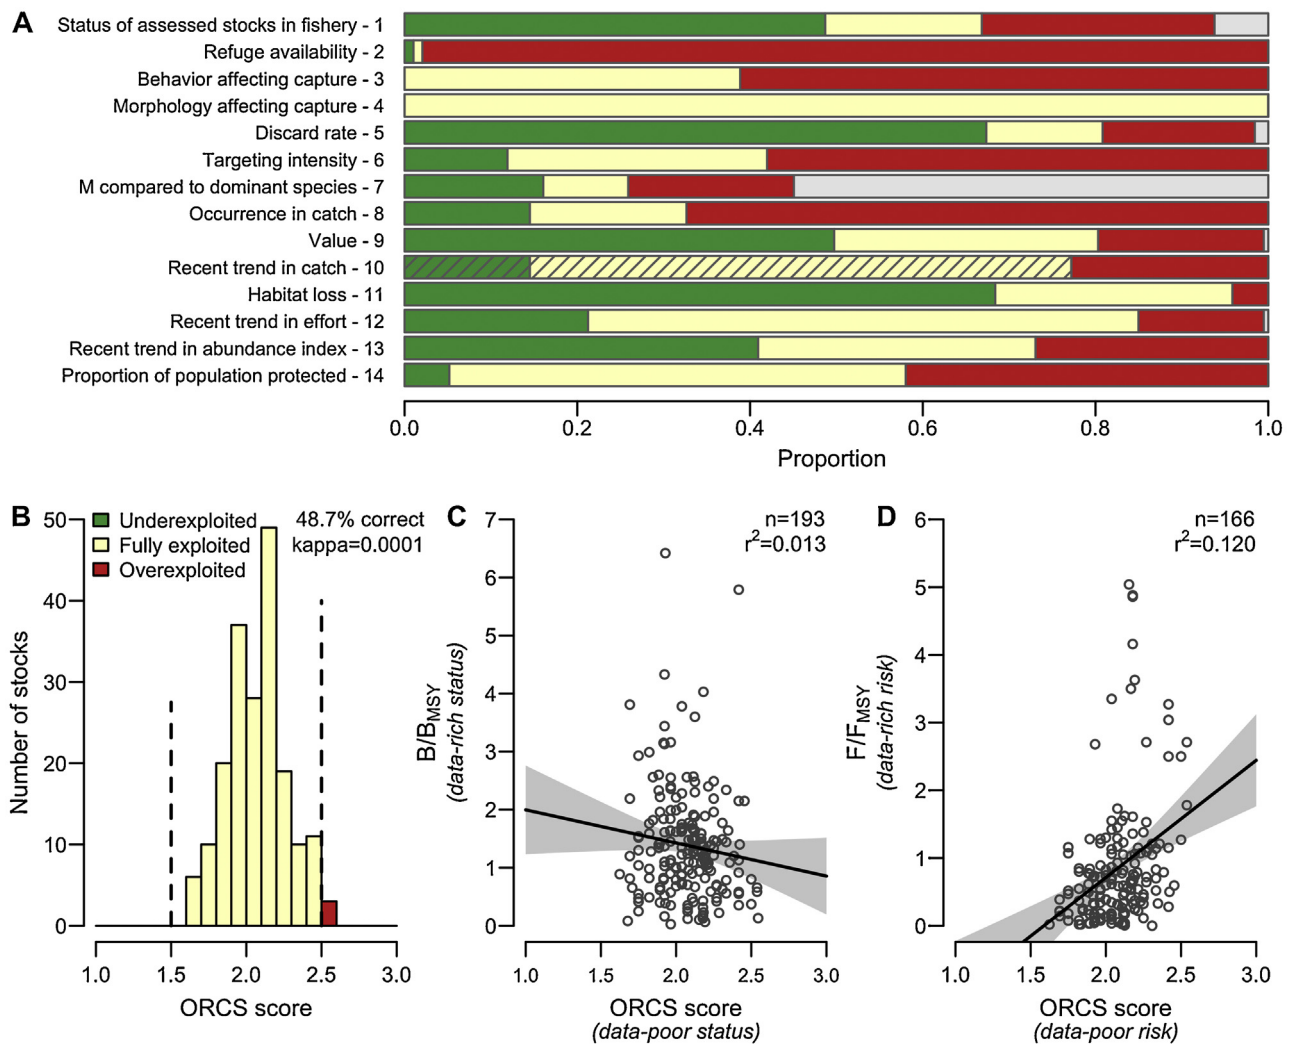 A
Status of assessed stocks in fishery - 1
Refuge availability - 2
Behavior affecting capture - 3
Morphology affecting capture - 4
Discard rate - 5
Targeting intensity - 6
M compared to dominant species - 7
Occurrence in catch - 8
Value - 9
Recent trend in catch - 10
Habitat loss - 11
Recent trend in effort - 12
Recent trend in abundance index - 13
Proportion of population protected - 14
0.0 0.2 0.4 0.6 0.8 1.0
Proportion
B
Underexploited
Fully exploited
Overexploited
48.7% correct
kappa=0.0001
50
40
30
20
10
0
Number of stocks
1.0 1.5 2.0 2.5 3.0
ORCS score
C
n=193
r²=0.013
7
6
5
4
3
2
1
0
B/B_MSY
(data-rich status)
1.0 1.5 2.0 2.5 3.0
ORCS score
(data-poor status)
D
n=166
r²=0.120
6
5
4
3
2
1
0
F/F_MSY
(data-rich risk)
1.0 1.5 2.0 2.5 3.0
ORCS score
(data-poor risk)